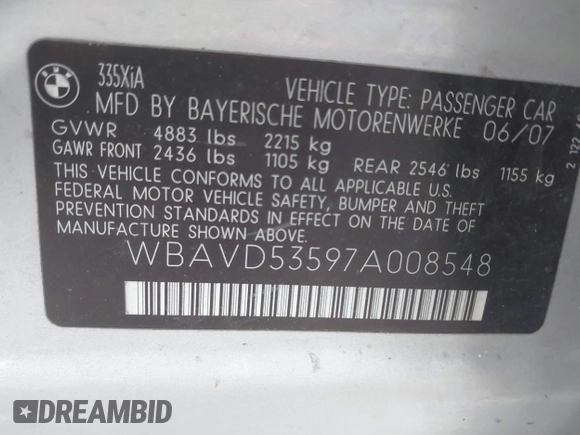 BMW
335XiA
VEHICLE TYPE: PASSENGER CAR
MFD BY BAYERISCHE MOTORENWERKE 06/07
GVWR 4883 lbs 2215 kg
GAWR FRONT 2436 lbs 1105 kg REAR 2546 lbs 1155 kg
THIS VEHICLE CONFORMS TO ALL APPLICABLE U.S.
FEDERAL MOTOR VEHICLE SAFETY, BUMPER AND THEFT
PREVENTION STANDARDS IN EFFECT ON THE DATE OF
MANUFACTURE SHOWN ABOVE.
WBAVD53597A008548
DREAMBID